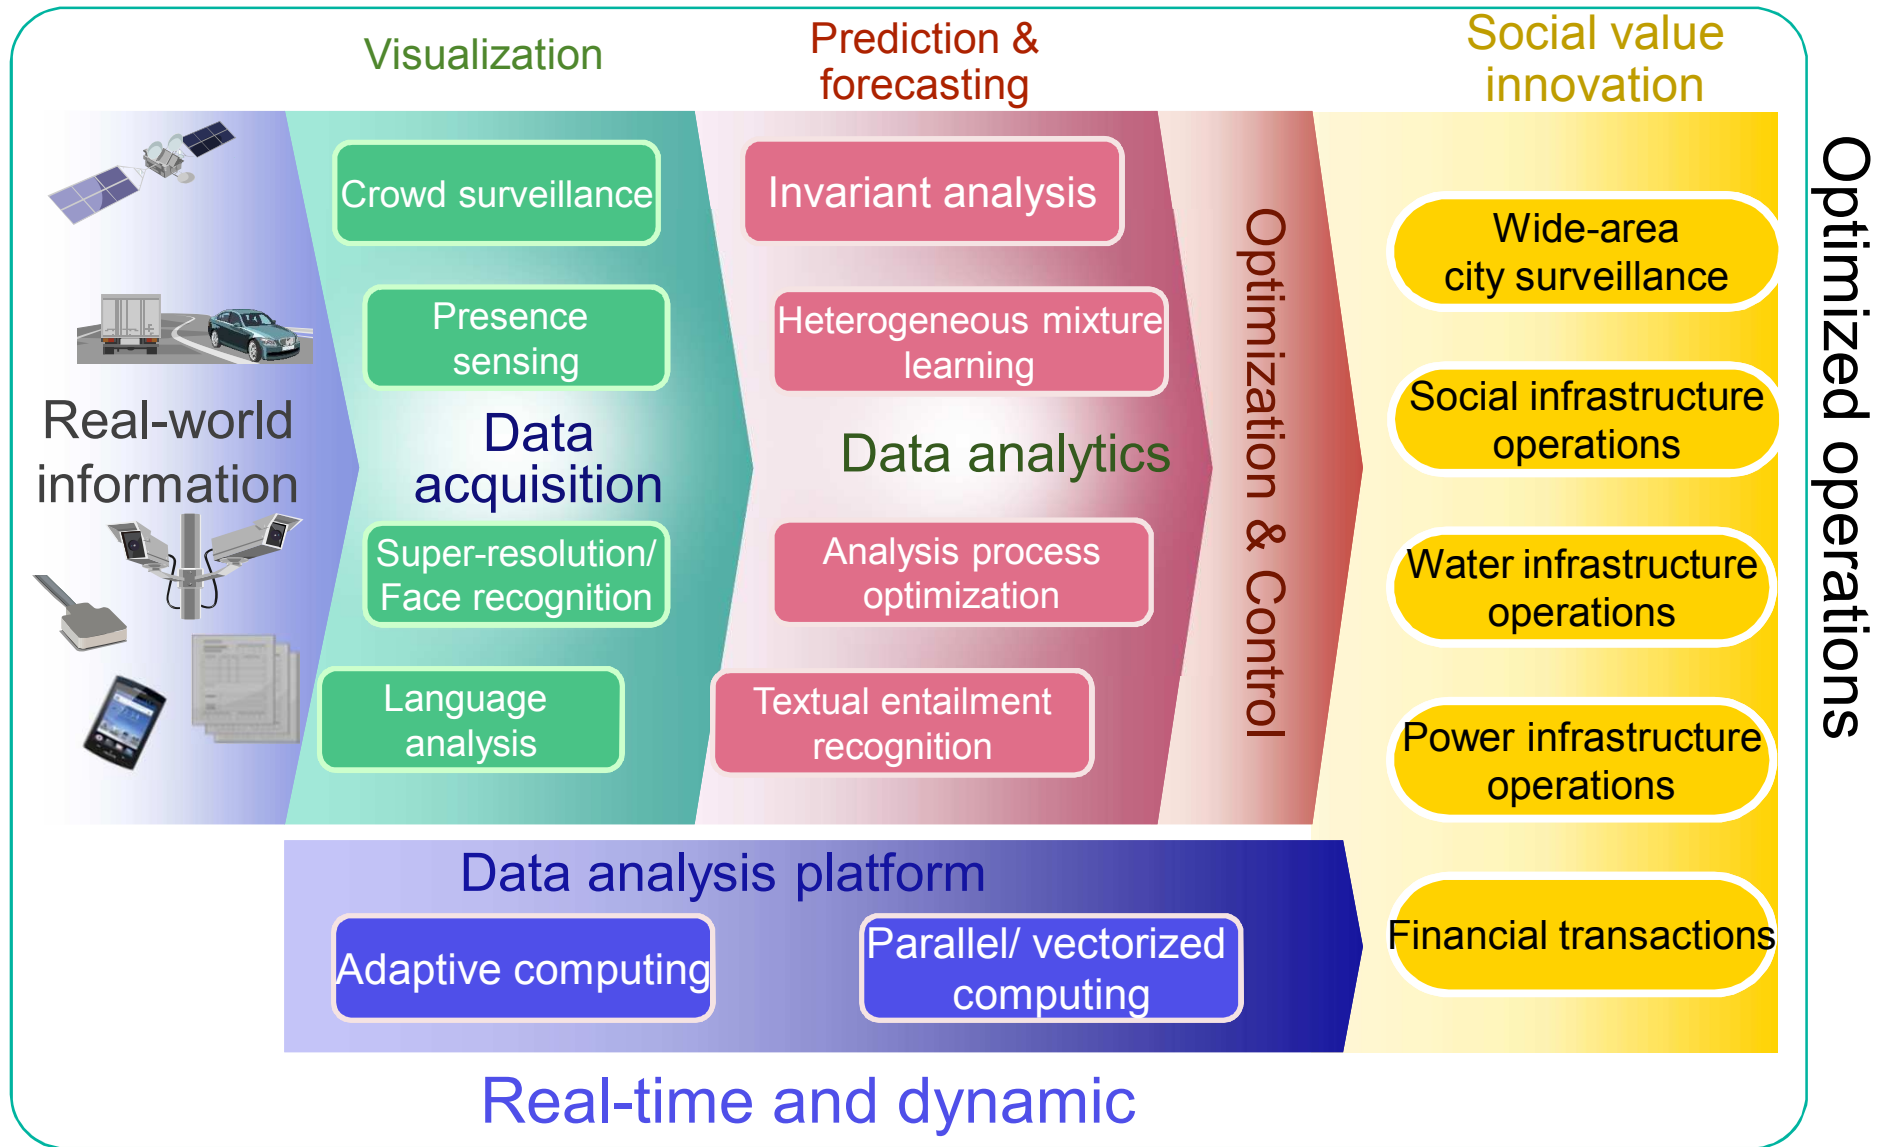 Visualization
Prediction &
forecasting
Social value
innovation
Real-world
information
Crowd surveillance
Presence
sensing
Data
acquisition
Super-resolution/
Face recognition
Language
analysis
Invariant analysis
Heterogeneous mixture
learning
Data analytics
Analysis process
optimization
Textual entailment
recognition
Optimization & Control
Wide-area
city surveillance
Social infrastructure
operations
Water infrastructure
operations
Power infrastructure
operations
Financial transactions
Optimized operations
Data analysis platform
Adaptive computing
Parallel/ vectorized
computing
Real-time and dynamic